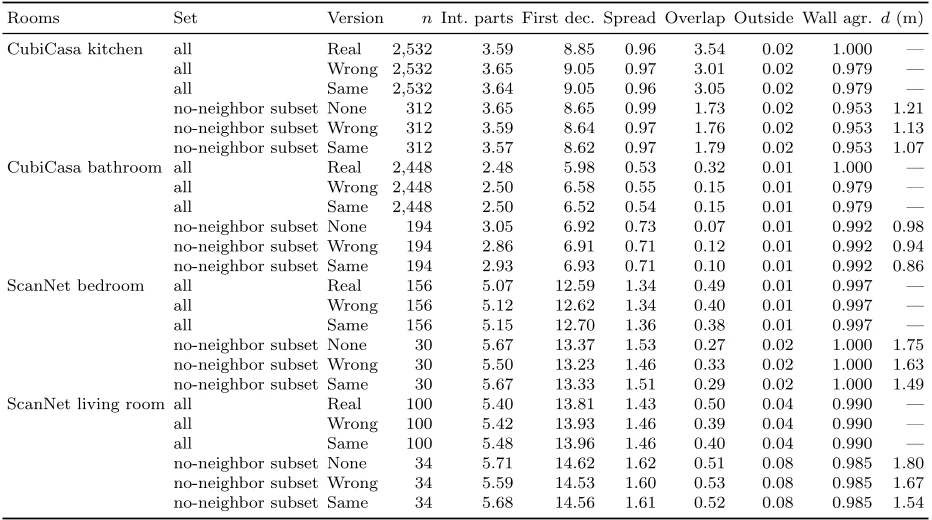 Rooms Set Version n Int. parts First dec. Spread Overlap Outside Wall agr. d (m)
CubiCasa kitchen all Real 2,532 3.59 8.85 0.96 3.54 0.02 1.000 —
all Wrong 2,532 3.65 9.05 0.97 3.01 0.02 0.979 —
all Same 2,532 3.64 9.05 0.96 3.05 0.02 0.979 —
no-neighbor subset None 312 3.65 8.65 0.99 1.73 0.02 0.953 1.21
no-neighbor subset Wrong 312 3.59 8.64 0.97 1.76 0.02 0.953 1.13
no-neighbor subset Same 312 3.57 8.62 0.97 1.79 0.02 0.953 1.07
CubiCasa bathroom all Real 2,448 2.48 5.98 0.53 0.32 0.01 1.000 —
all Wrong 2,448 2.50 6.58 0.55 0.15 0.01 0.979 —
all Same 2,448 2.50 6.52 0.54 0.15 0.01 0.979 —
no-neighbor subset None 194 3.05 6.92 0.73 0.07 0.01 0.992 0.98
no-neighbor subset Wrong 194 2.86 6.91 0.71 0.12 0.01 0.992 0.94
no-neighbor subset Same 194 2.93 6.93 0.71 0.10 0.01 0.992 0.86
ScanNet bedroom all Real 156 5.07 12.59 1.34 0.49 0.01 0.997 —
all Wrong 156 5.12 12.62 1.34 0.40 0.01 0.997 —
all Same 156 5.15 12.70 1.36 0.38 0.01 0.997 —
no-neighbor subset None 30 5.67 13.37 1.53 0.27 0.02 1.000 1.75
no-neighbor subset Wrong 30 5.50 13.23 1.46 0.33 0.02 1.000 1.63
no-neighbor subset Same 30 5.67 13.33 1.51 0.29 0.02 1.000 1.49
ScanNet living room all Real 100 5.40 13.81 1.43 0.50 0.04 0.990 —
all Wrong 100 5.42 13.93 1.46 0.39 0.04 0.990 —
all Same 100 5.48 13.96 1.46 0.40 0.04 0.990 —
no-neighbor subset None 34 5.71 14.62 1.62 0.51 0.08 0.985 1.80
no-neighbor subset Wrong 34 5.59 14.53 1.60 0.53 0.08 0.985 1.67
no-neighbor subset Same 34 5.68 14.56 1.61 0.52 0.08 0.985 1.54